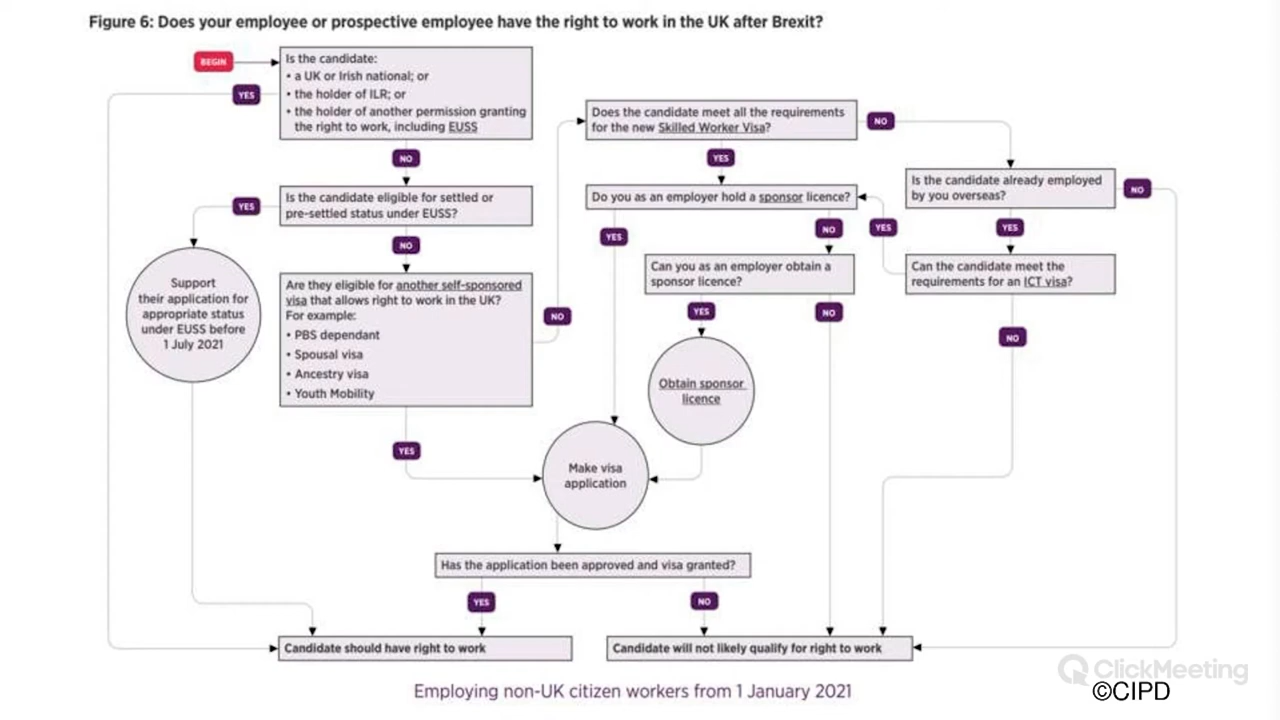 Figure 6: Does your employee or prospective employee have the right to work in the UK after Brexit?
BEGIN
Is the candidate:
• a UK or Irish national; or
• the holder of ILR; or
• the holder of another permission granting
the right to work, including EUSS
YES
NO
Is the candidate eligible for settled or
pre-settled status under EUSS?
YES
NO
Support
their application for
appropriate status
under EUSS before
1 July 2021
Are they eligible for another self-sponsored
visa that allows right to work in the UK?
For example:
• PBS dependant
• Spousal visa
• Ancestry visa
• Youth Mobility
NO
YES
Does the candidate meet all the requirements
for the new Skilled Worker Visa?
NO
YES
Do you as an employer hold a sponsor licence?
YES
NO
Can you as an employer obtain a
sponsor licence?
YES
NO
Obtain sponsor
licence
Is the candidate already employed
by you overseas?
NO
YES
Can the candidate meet the
requirements for an ICT visa?
YES
NO
Make visa
application
Has the application been approved and visa granted?
YES
NO
Candidate should have right to work
Candidate will not likely qualify for right to work
ClickMeeting
Employing non-UK citizen workers from 1 January 2021
©CIPD